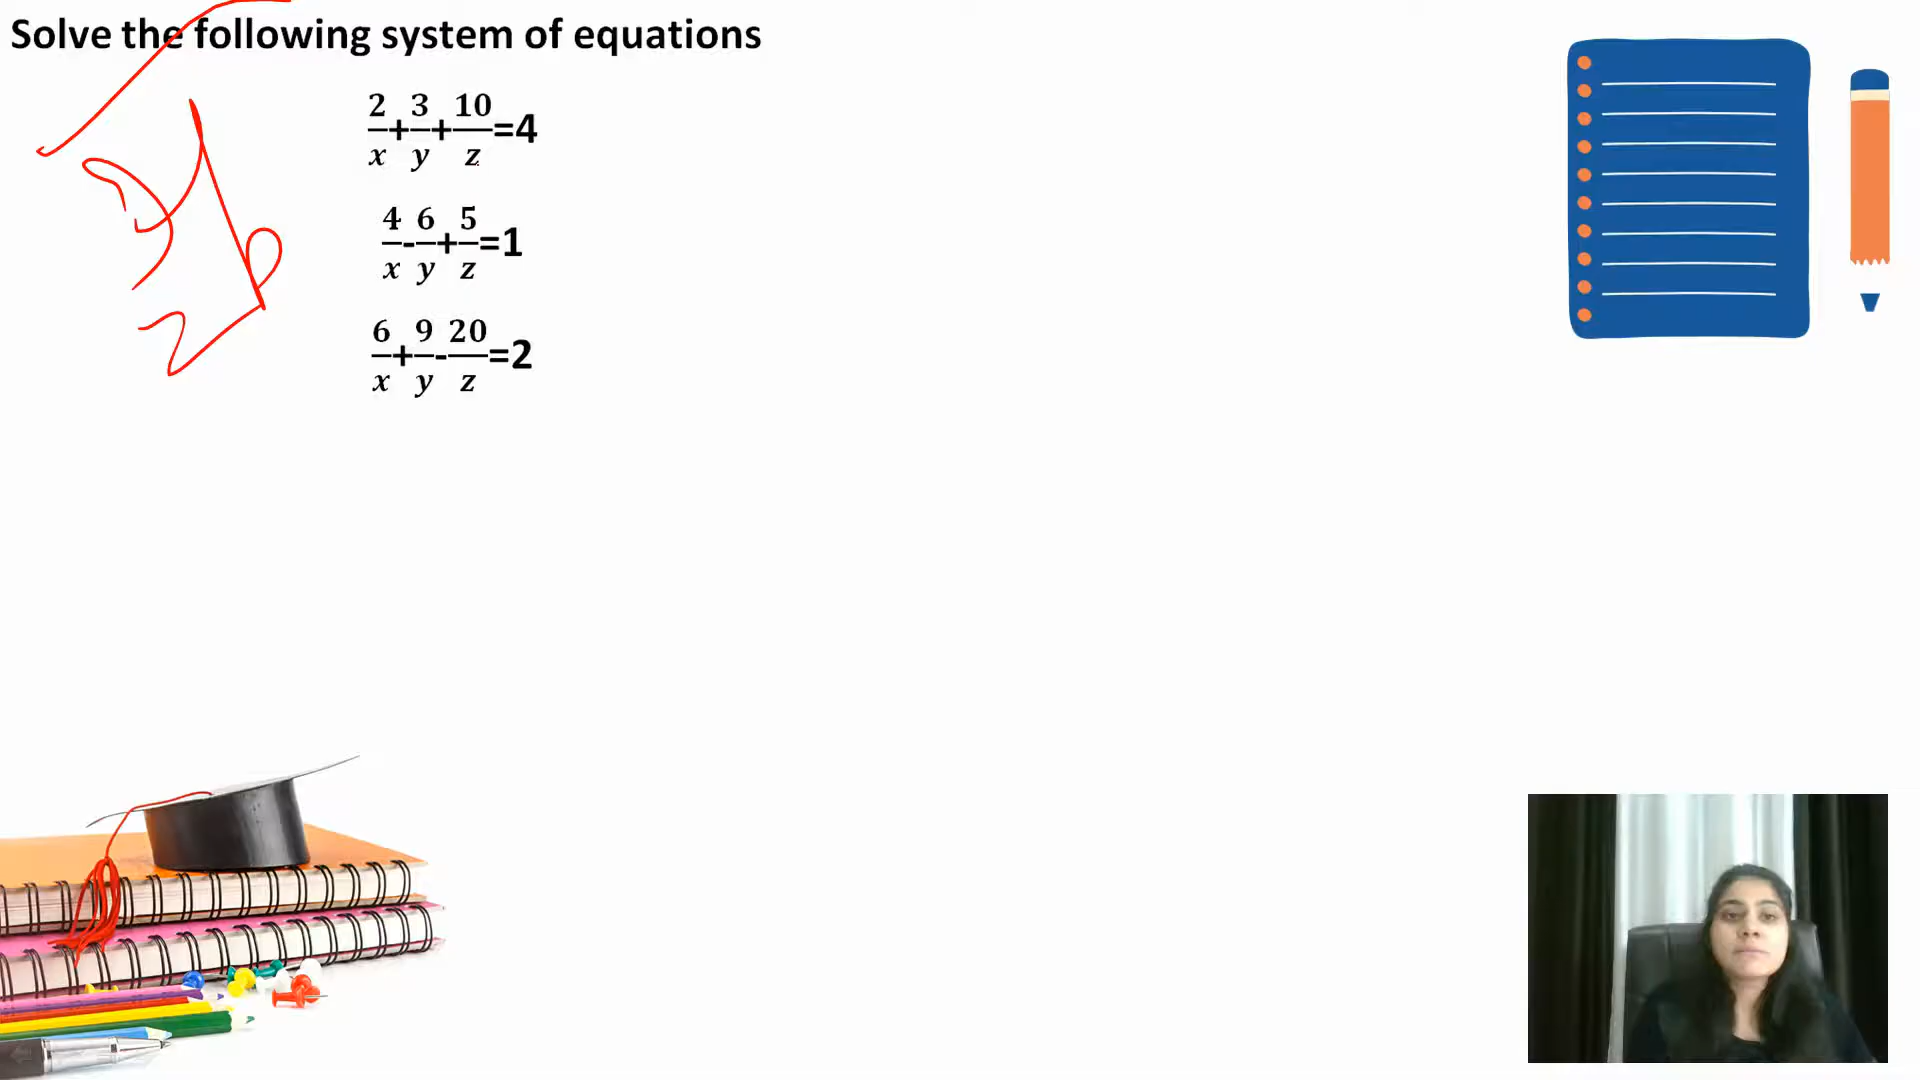 Solve the following system of equations
2/x+3/y+10/z=4
4/x-6/y+5/z=1
6/x+9/y-20/z=2